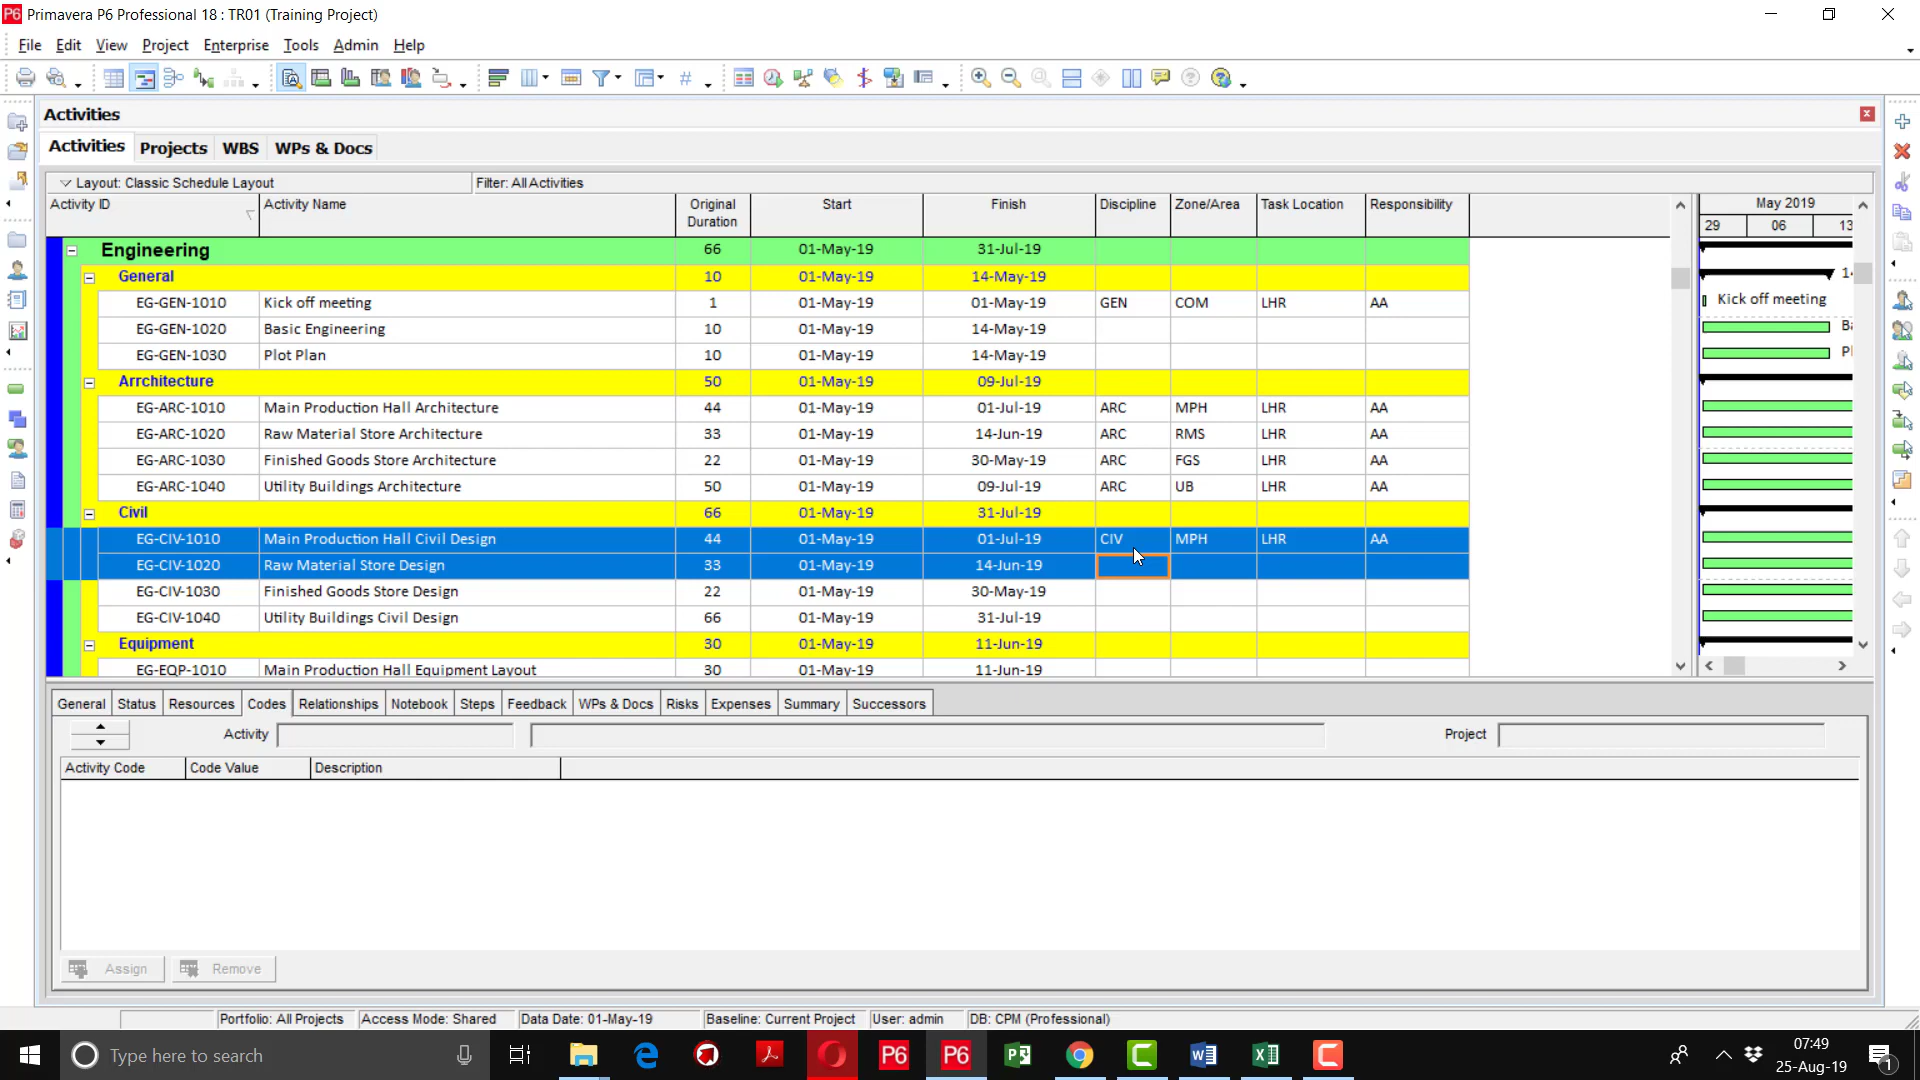 P6 Primavera P6 Professional 18 : TR01 (Training Project)
File Edit View Project Enterprise Tools Admin Help
Activities
Activities Projects WBS WPs & Docs
Layout: Classic Schedule Layout Filter: All Activities
Activity ID Activity Name Original Duration Start Finish Discipline Zone/Area Task Location Responsibility May 2019
29 06 13
Engineering 66 01-May-19 31-Jul-19
General 10 01-May-19 14-May-19
EG-GEN-1010 Kick off meeting 1 01-May-19 01-May-19 GEN COM LHR AA Kick off meeting
EG-GEN-1020 Basic Engineering 10 01-May-19 14-May-19
EG-GEN-1030 Plot Plan 10 01-May-19 14-May-19
Arrchitecture 50 01-May-19 09-Jul-19
EG-ARC-1010 Main Production Hall Architecture 44 01-May-19 01-Jul-19 ARC MPH LHR AA
EG-ARC-1020 Raw Material Store Architecture 33 01-May-19 14-Jun-19 ARC RMS LHR AA
EG-ARC-1030 Finished Goods Store Architecture 22 01-May-19 30-May-19 ARC FGS LHR AA
EG-ARC-1040 Utility Buildings Architecture 50 01-May-19 09-Jul-19 ARC UB LHR AA
Civil 66 01-May-19 31-Jul-19
EG-CIV-1010 Main Production Hall Civil Design 44 01-May-19 01-Jul-19 CIV MPH LHR AA
EG-CIV-1020 Raw Material Store Design 33 01-May-19 14-Jun-19
EG-CIV-1030 Finished Goods Store Design 22 01-May-19 30-May-19
EG-CIV-1040 Utility Buildings Civil Design 66 01-May-19 31-Jul-19
Equipment 30 01-May-19 11-Jun-19
EG-EQP-1010 Main Production Hall Equipment Layout 30 01-May-19 11-Jun-19
General Status Resources Codes Relationships Notebook Steps Feedback WPs & Docs Risks Expenses Summary Successors
Activity Project
Activity Code Code Value Description
Assign Remove
Portfolio: All Projects Access Mode: Shared Data Date: 01-May-19 Baseline: Current Project User: admin DB: CPM (Professional)
Type here to search P6 P6 07:49
25-Aug-19 1